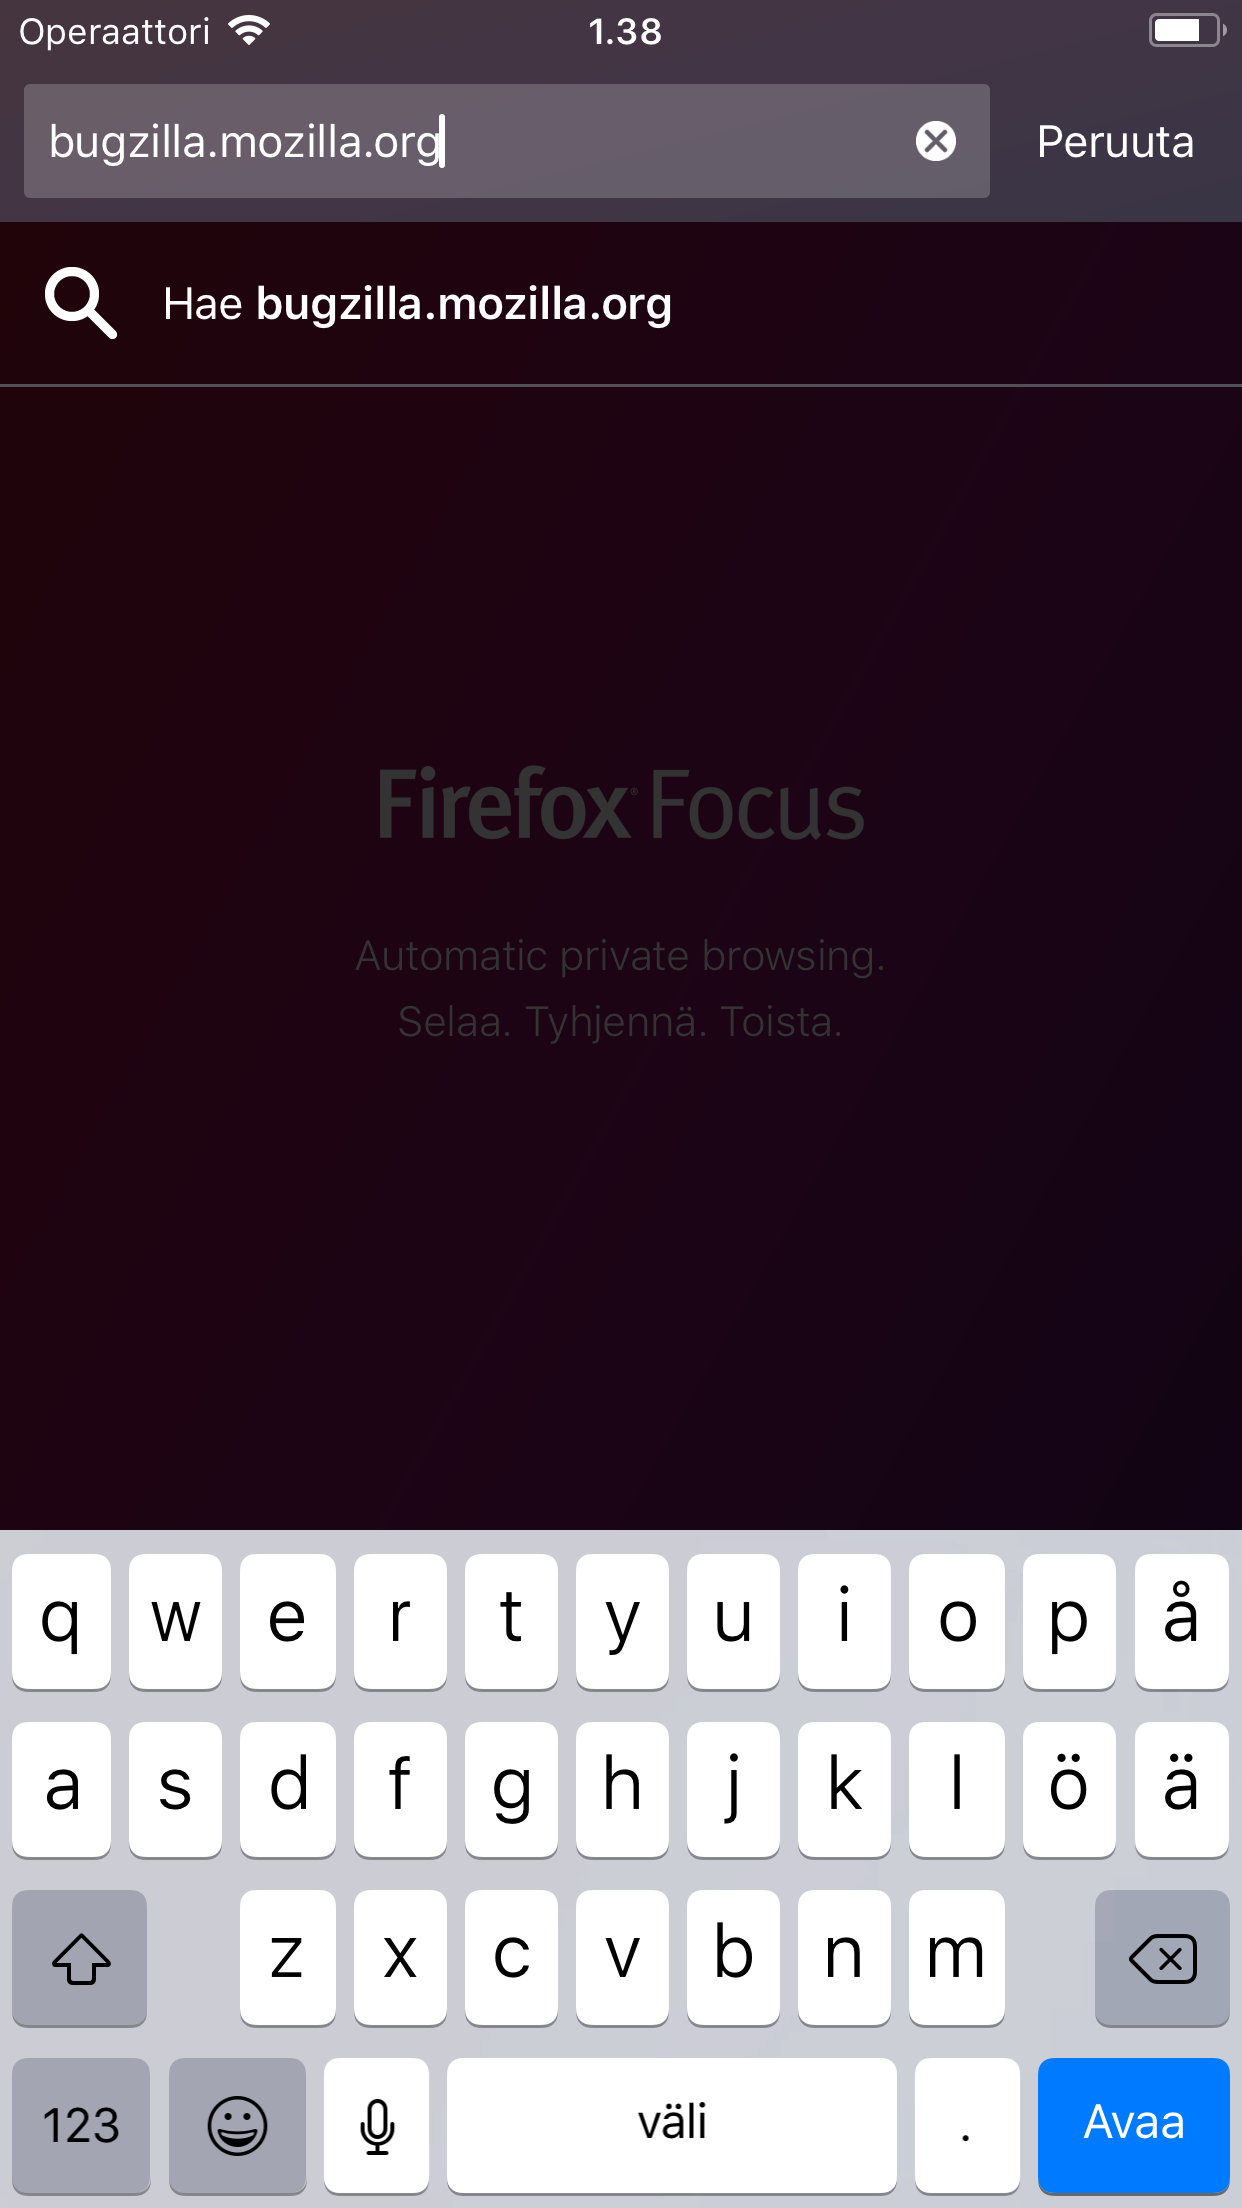 Operaattori 1.38
bugzilla.mozilla.org Peruuta
Hae bugzilla.mozilla.org
Firefox® Focus
Automatic private browsing.
Selaa. Tyhjennä. Toista.
q w e r t y u i o p å
a s d f g h j k l ö ä
z x c v b n m
123 väli . Avaa